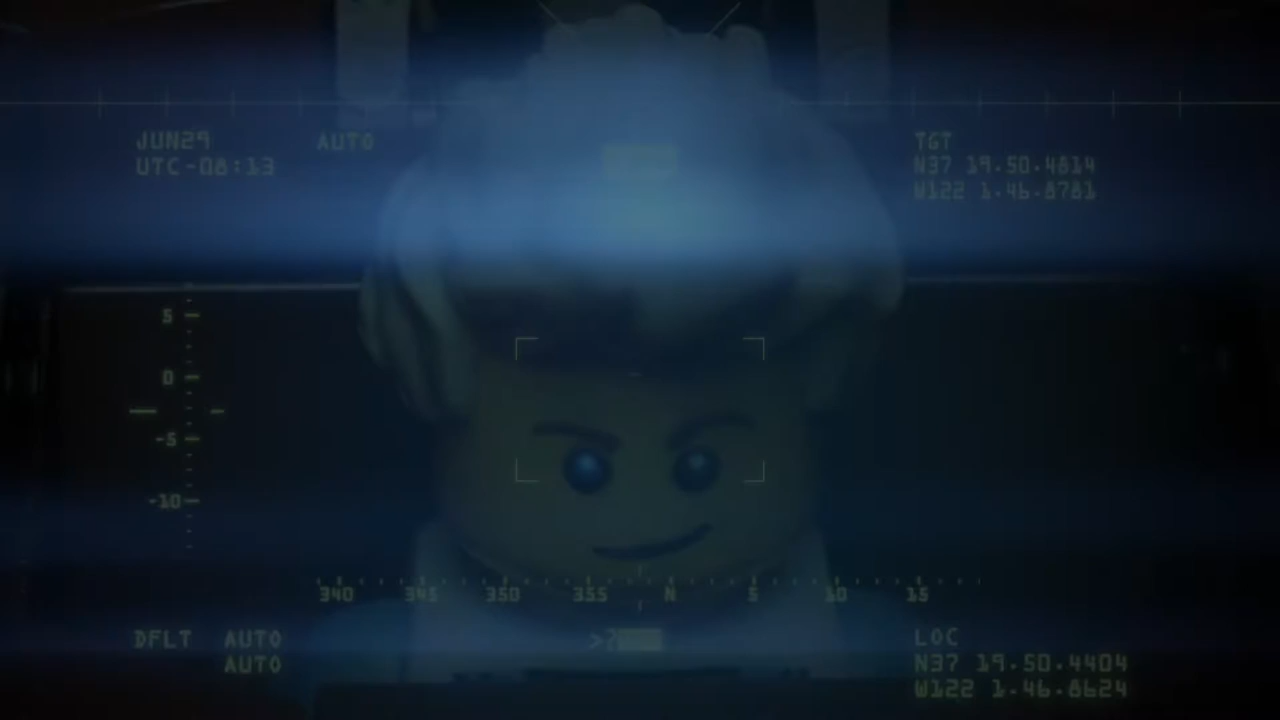 JUN29 AUTO
UTC-08:13
TGT
N37 19.50.4814
W122 1.46.8781
5
0
-5
-10
340 345 350 355 N 5 10 15
DFLT AUTO
AUTO
>?
LOC
N37 19.50.4404
W122 1.46.8624